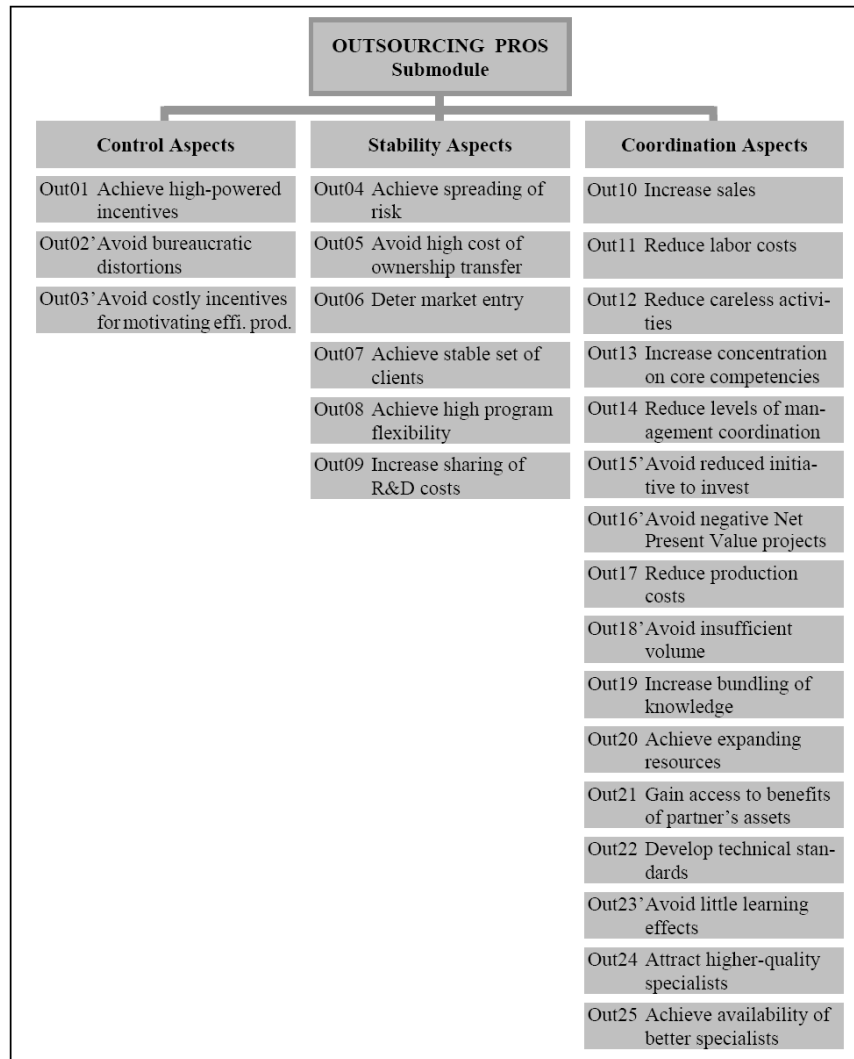 OUTSOURCING PROS
Submodule
Control Aspects
Out01 Achieve high-powered
incentives
Out02’Avoid bureaucratic
distortions
Out03’Avoid costly incentives
for motivating effi. prod.
Stability Aspects
Out04 Achieve spreading of
risk
Out05 Avoid high cost of
ownership transfer
Out06 Deter market entry
Out07 Achieve stable set of
clients
Out08 Achieve high program
flexibility
Out09 Increase sharing of
R&D costs
Coordination Aspects
Out10 Increase sales
Out11 Reduce labor costs
Out12 Reduce careless activi-
ties
Out13 Increase concentration
on core competencies
Out14 Reduce levels of man-
agement coordination
Out15’Avoid reduced initia-
tive to invest
Out16’Avoid negative Net
Present Value projects
Out17 Reduce production
costs
Out18’Avoid insufficient
volume
Out19 Increase bundling of
knowledge
Out20 Achieve expanding
resources
Out21 Gain access to benefits
of partner’s assets
Out22 Develop technical stan-
dards
Out23’Avoid little learning
effects
Out24 Attract higher-quality
specialists
Out25 Achieve availability of
better specialists